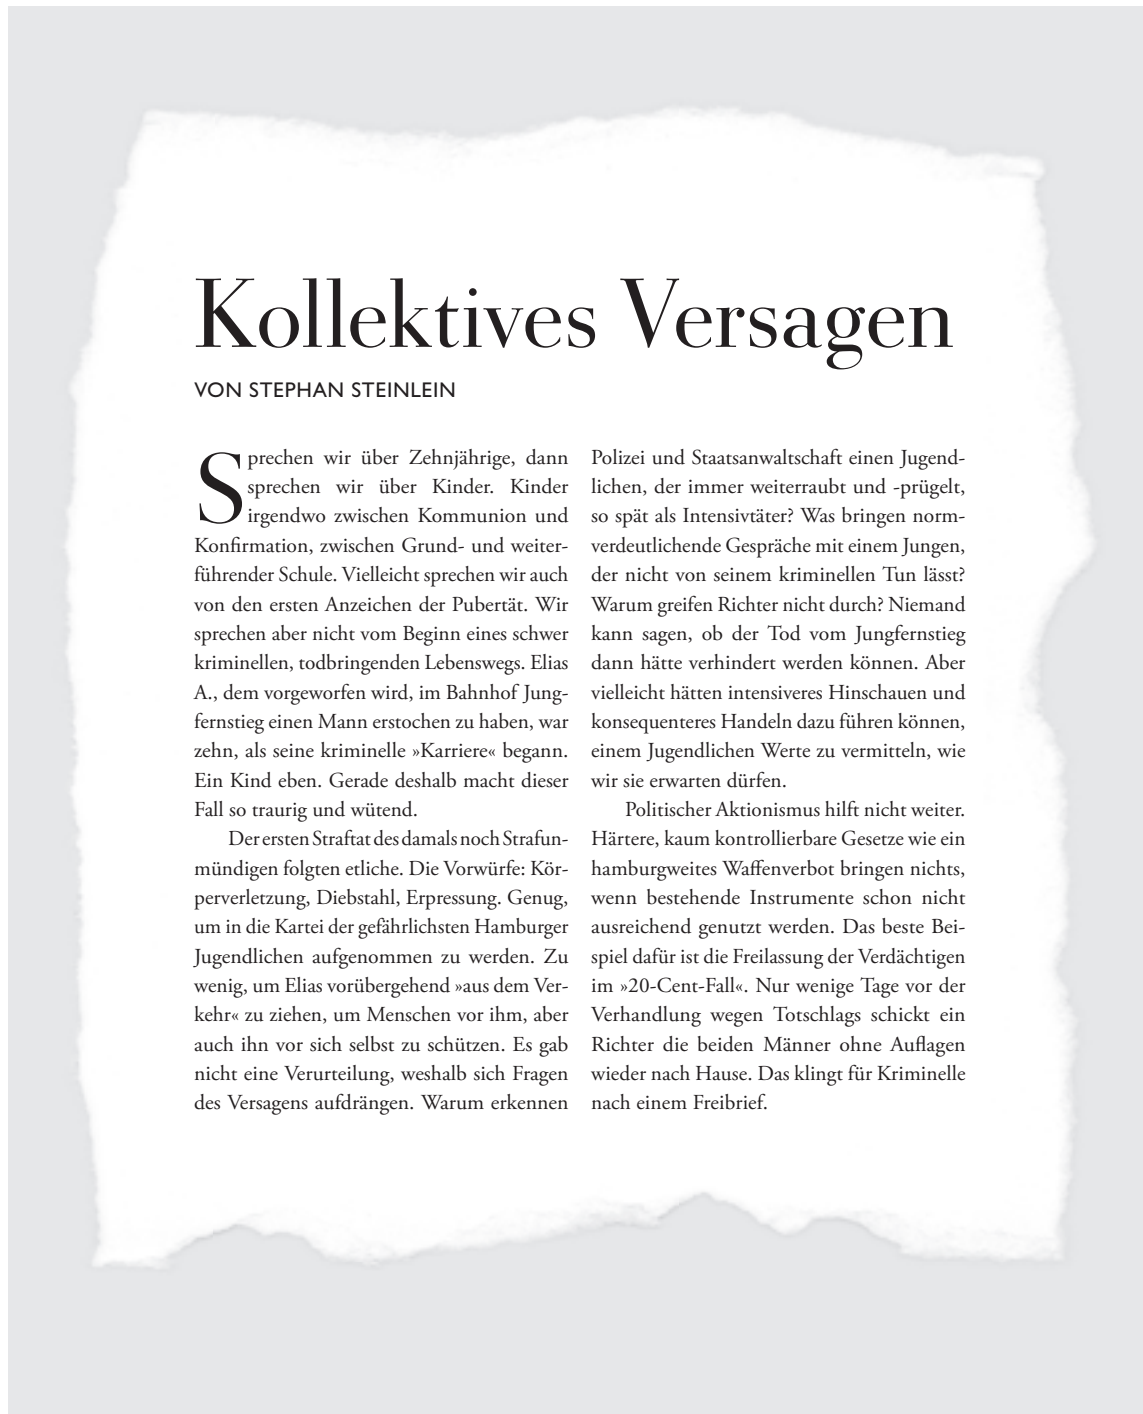 Kollektives Versagen
VON STEPHAN STEINLEIN
Sprechen wir über Zehnjährige, dann
sprechen wir über Kinder. Kinder
irgendwo zwischen Kommunion und
Konfirmation, zwischen Grund- und weiter-
führender Schule. Vielleicht sprechen wir auch
von den ersten Anzeichen der Pubertät. Wir
sprechen aber nicht vom Beginn eines schwer
kriminellen, todbringenden Lebenswegs. Elias
A., dem vorgeworfen wird, im Bahnhof Jung-
fernstieg einen Mann erstochen zu haben, war
zehn, als seine kriminelle »Karriere« begann.
Ein Kind eben. Gerade deshalb macht dieser
Fall so traurig und wütend.
Der ersten Straftat des damals noch Strafun-
mündigen folgten etliche. Die Vorwürfe: Kör-
perverletzung, Diebstahl, Erpressung. Genug,
um in die Kartei der gefährlichsten Hamburger
Jugendlichen aufgenommen zu werden. Zu
wenig, um Elias vorübergehend »aus dem Ver-
kehr« zu ziehen, um Menschen vor ihm, aber
auch ihn vor sich selbst zu schützen. Es gab
nicht eine Verurteilung, weshalb sich Fragen
des Versagens aufdrängen. Warum erkennen
Polizei und Staatsanwaltschaft einen Jugend-
lichen, der immer weiterraubt und -prügelt,
so spät als Intensivtäter? Was bringen norm-
verdeutlichende Gespräche mit einem Jungen,
der nicht von seinem kriminellen Tun lässt?
Warum greifen Richter nicht durch? Niemand
kann sagen, ob der Tod vom Jungfernstieg
dann hätte verhindert werden können. Aber
vielleicht hätten intensiveres Hinschauen und
konsequenteres Handeln dazu führen können,
einem Jugendlichen Werte zu vermitteln, wie
wir sie erwarten dürfen.
Politischer Aktionismus hilft nicht weiter.
Härtere, kaum kontrollierbare Gesetze wie ein
hamburgweites Waffenverbot bringen nichts,
wenn bestehende Instrumente schon nicht
ausreichend genutzt werden. Das beste Bei-
spiel dafür ist die Freilassung der Verdächtigen
im »20-Cent-Fall«. Nur wenige Tage vor der
Verhandlung wegen Totschlags schickt ein
Richter die beiden Männer ohne Auflagen
wieder nach Hause. Das klingt für Kriminelle
nach einem Freibrief.